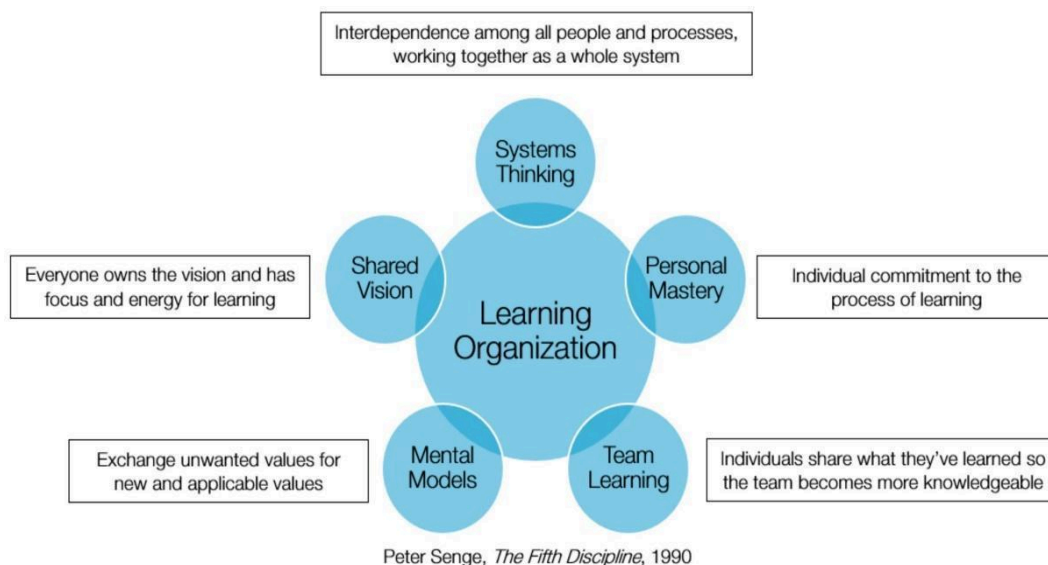 Interdependence among all people and processes,
working together as a whole system
Systems
Thinking
Shared
Vision
Everyone owns the vision and has
focus and energy for learning
Personal
Mastery
Individual commitment to the
process of learning
Learning
Organization
Mental
Models
Exchange unwanted values for
new and applicable values
Team
Learning
Individuals share what they've learned so
the team becomes more knowledgeable
Peter Senge, The Fifth Discipline, 1990